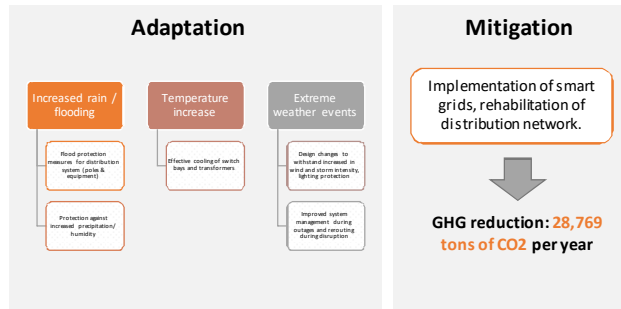 Adaptation
Increased rain /
flooding
Flood protection
measures for distribution
system (poles &
equipment)
Protection against
increased precipitation/
humidity
Temperature
increase
Effective cooling of switch
bays and transformers
Extreme
weather events
Design changes to
withstand increased in
wind and storm intensity,
lighting protection
Improved system
management during
outages and rerouting
during disruption
Mitigation
Implementation of smart
grids, rehabilitation of
distribution network.
GHG reduction: 28,769
tons of CO2 per year